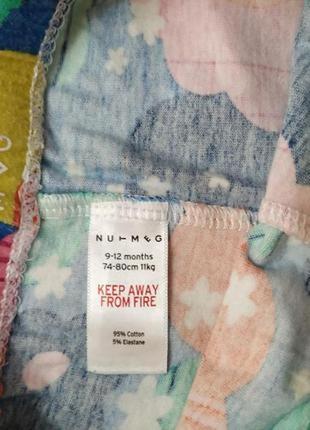 NUTMEG
9-12 months
74-80cm 11kg
KEEP AWAY
FROM FIRE
95% Cotton
5% Elastane